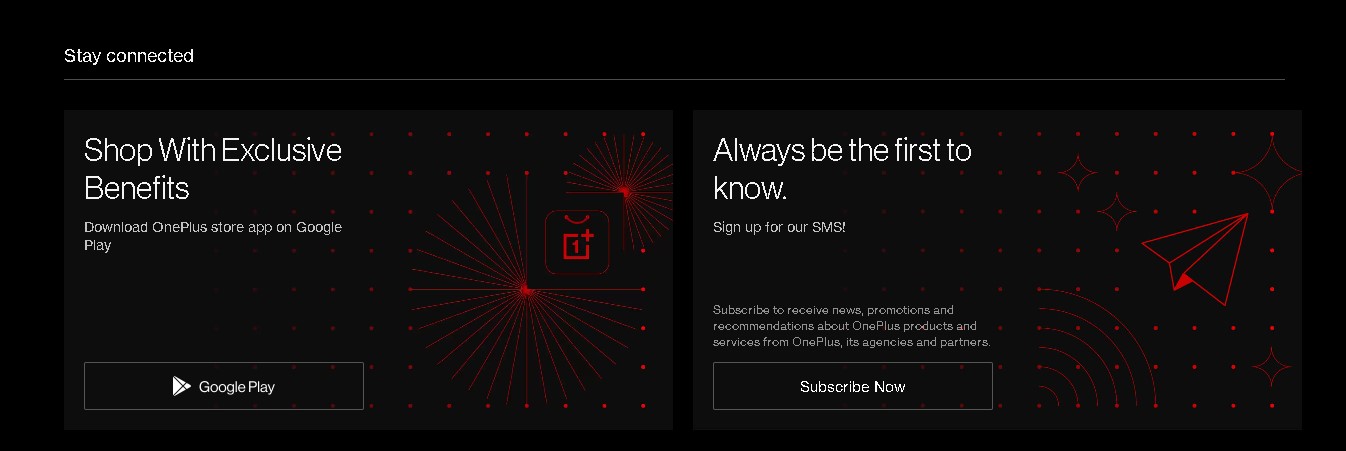 Stay connected
Shop With Exclusive
Benefits
Download OnePlus store app on Google
Play
1+
Google Play
Always be the first to
know.
Sign up for our SMS!
Subscribe to receive news, promotions and
recommendations about OnePlus products and
services from OnePlus, its agencies and partners.
Subscribe Now